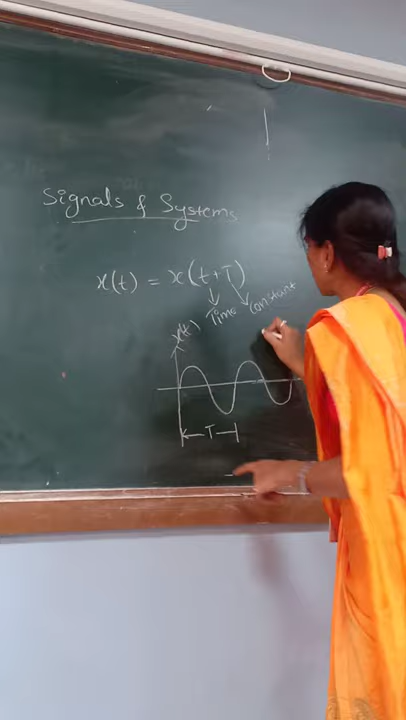 Signals & Systems
x(t) = x(t+T)
Time constant
x(t)
T